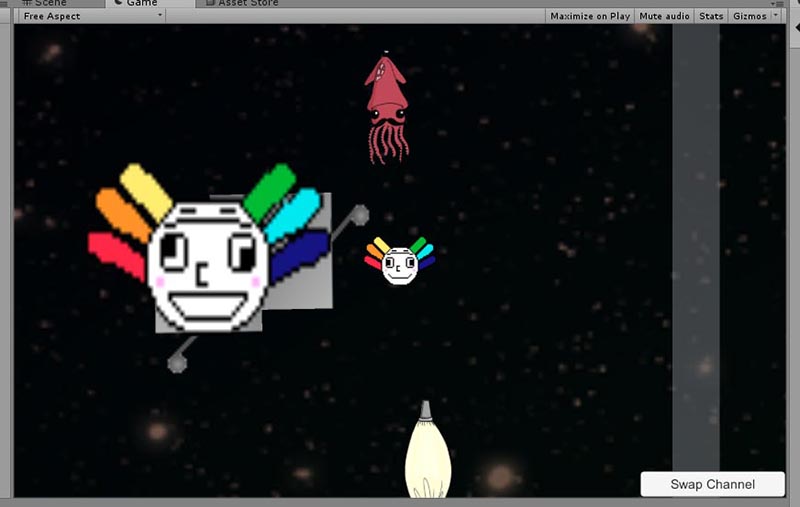 Scene Game Asset Store
Free Aspect Maximize on Play Mute audio Stats Gizmos
Swap Channel